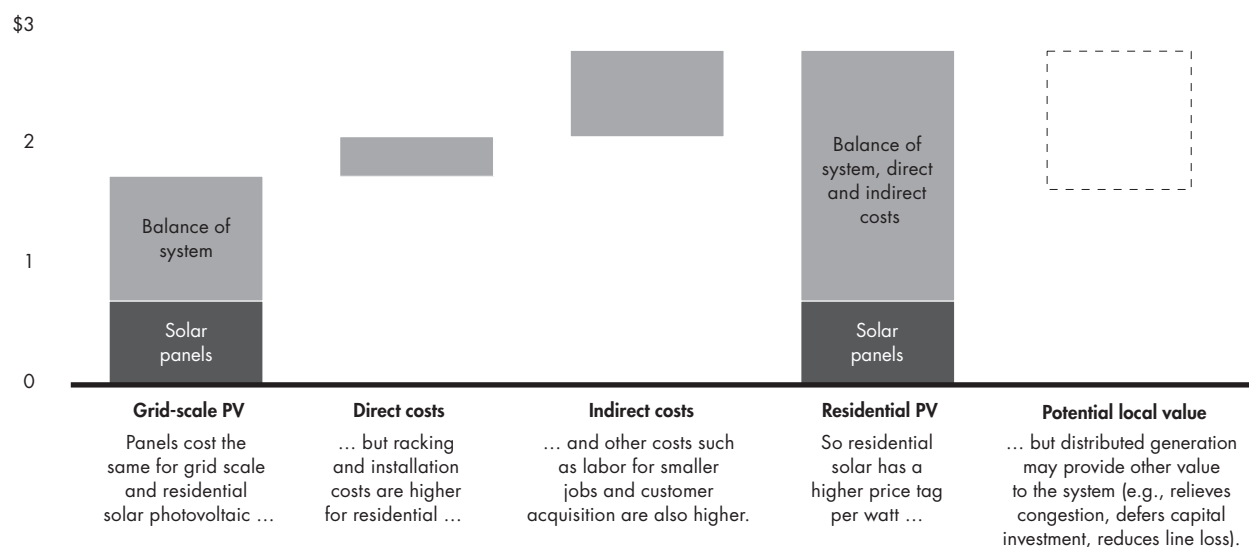 $3
2
1
0
Balance of
system
Solar
panels
Balance of
system, direct
and indirect
costs
Solar
panels
Grid-scale PV
Panels cost the
same for grid scale
and residential
solar photovoltaic …
Direct costs
… but racking
and installation
costs are higher
for residential …
Indirect costs
… and other costs such
as labor for smaller
jobs and customer
acquisition are also higher.
Residential PV
So residential
solar has a
higher price tag
per watt …
Potential local value
… but distributed generation
may provide other value
to the system (e.g., relieves
congestion, defers capital
investment, reduces line loss).